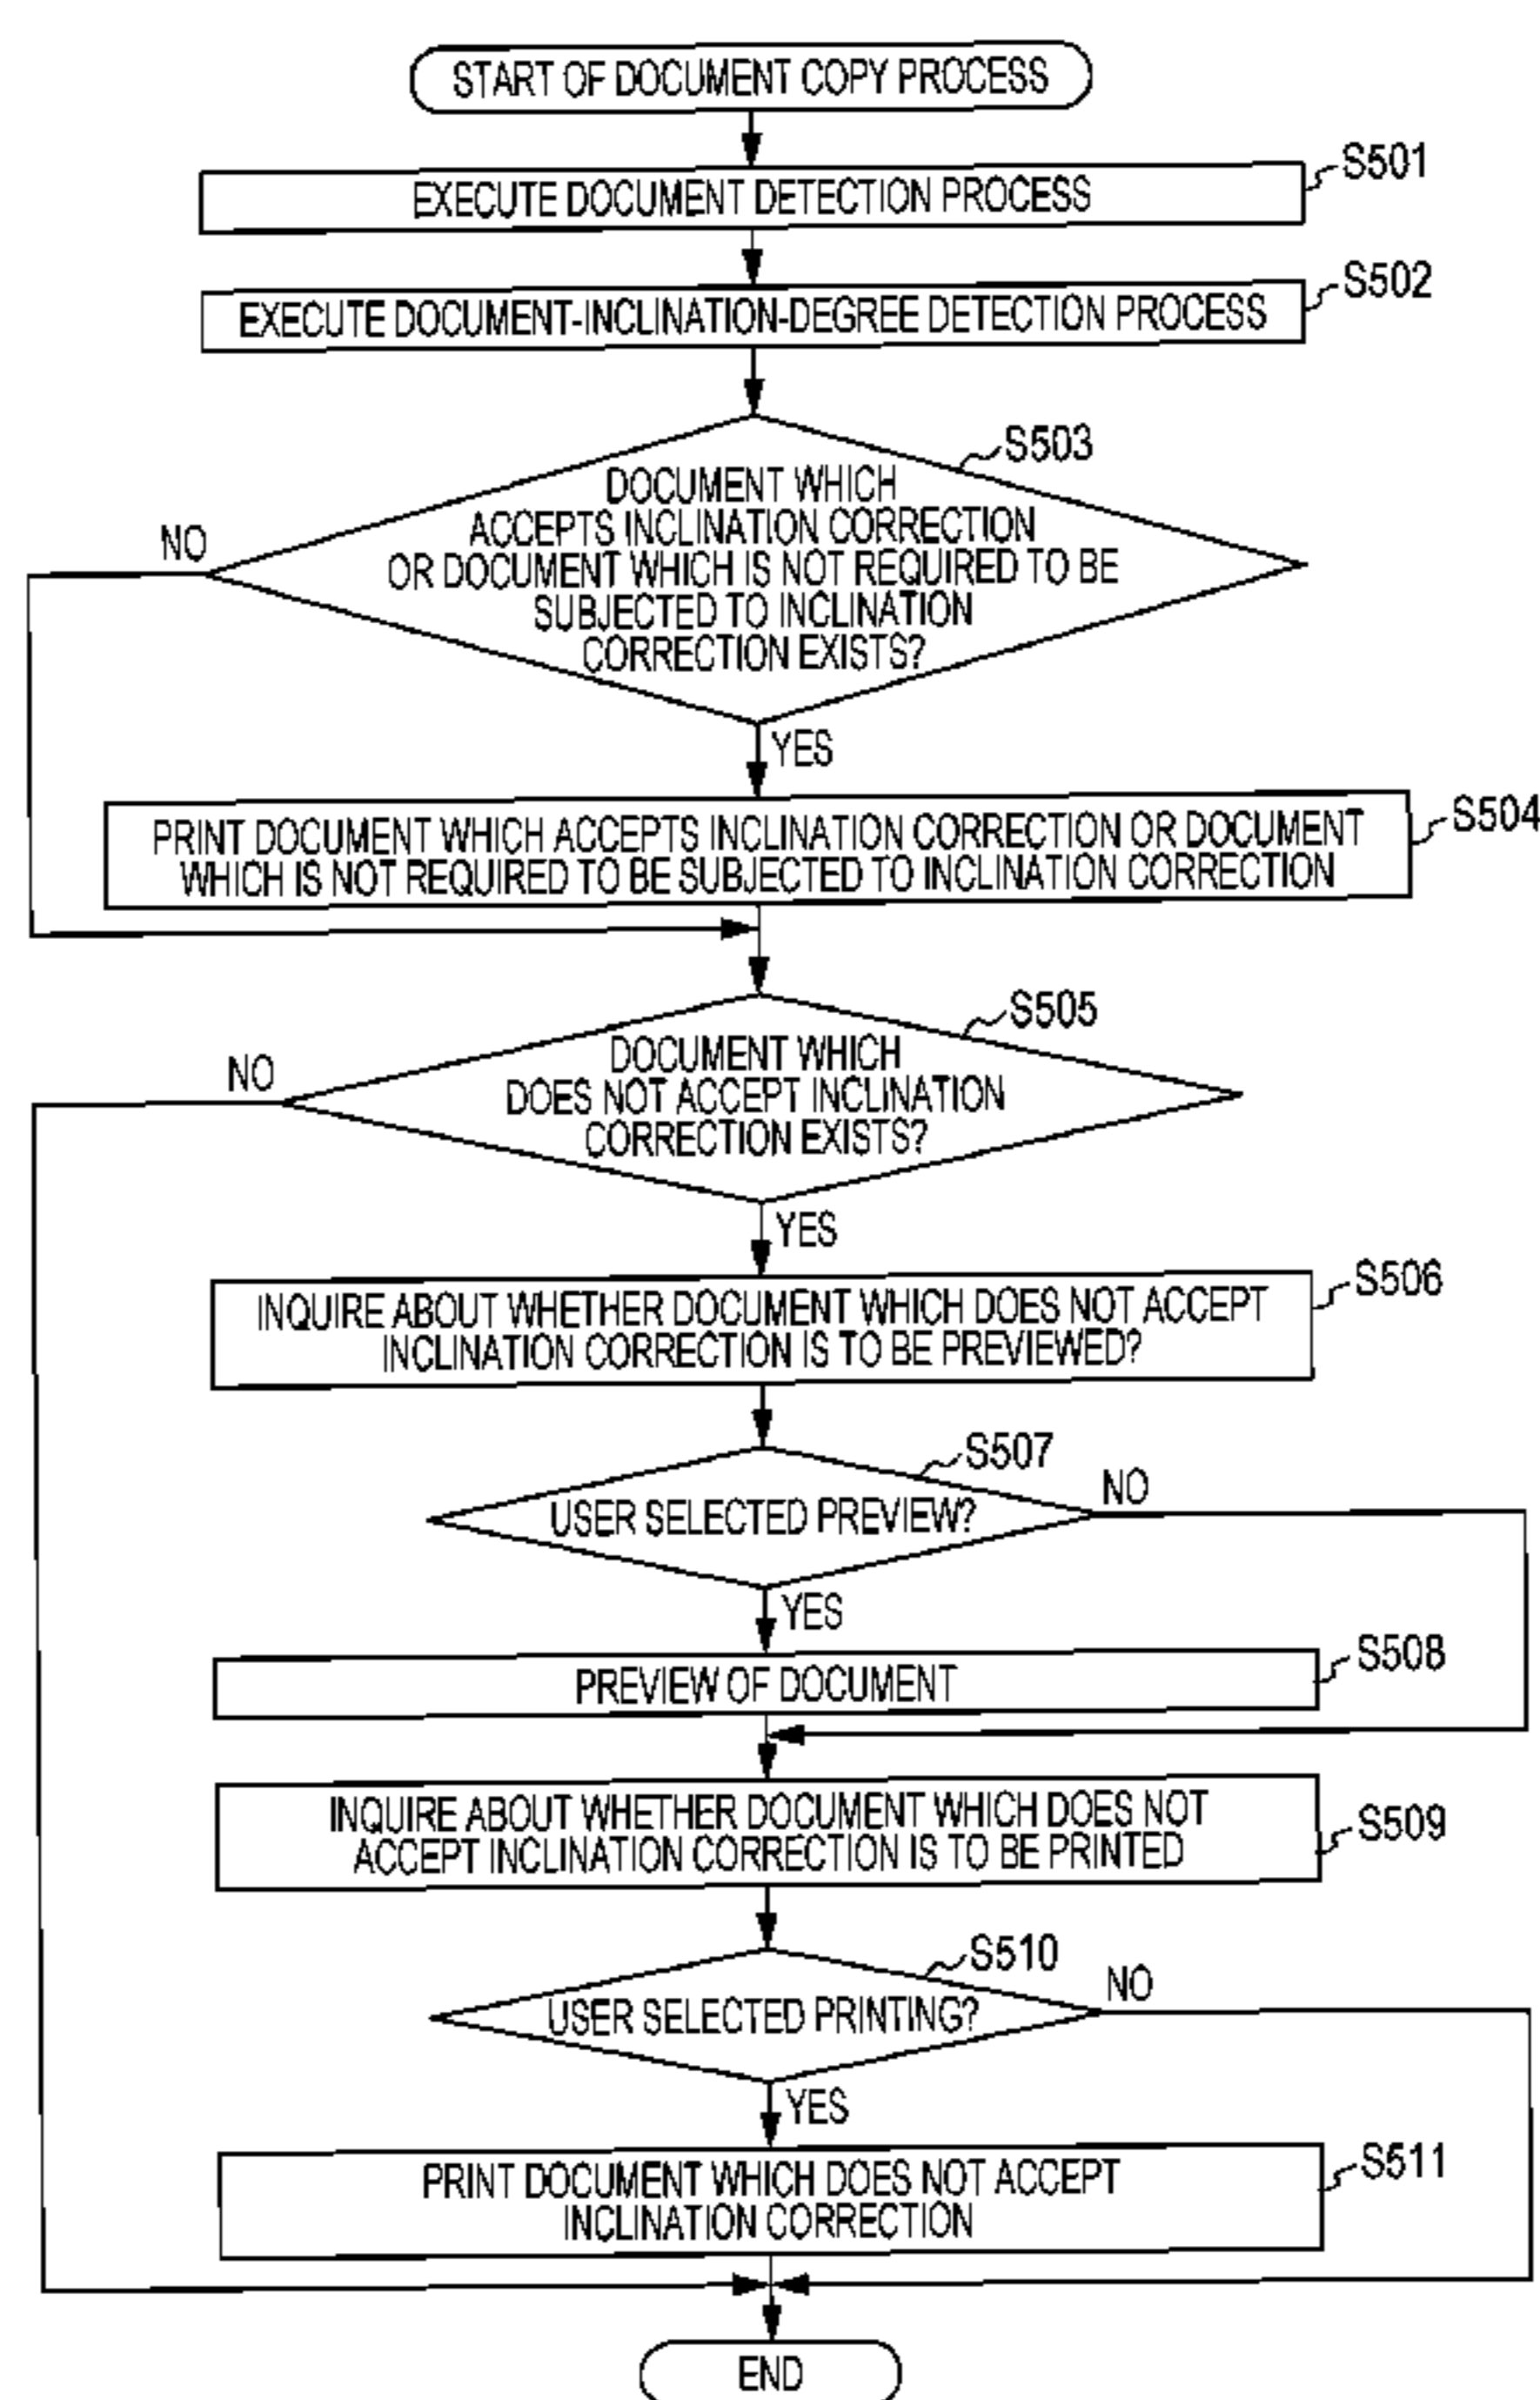 START OF DOCUMENT COPY PROCESS
S501
EXECUTE DOCUMENT DETECTION PROCESS
S502
EXECUTE DOCUMENT-INCLINATION-DEGREE DETECTION PROCESS
S503
DOCUMENT WHICH
ACCEPTS INCLINATION CORRECTION
OR DOCUMENT WHICH IS NOT REQUIRED TO BE
SUBJECTED TO INCLINATION
CORRECTION EXISTS?
NO
YES
S504
PRINT DOCUMENT WHICH ACCEPTS INCLINATION CORRECTION OR DOCUMENT
WHICH IS NOT REQUIRED TO BE SUBJECTED TO INCLINATION CORRECTION
S505
DOCUMENT WHICH
DOES NOT ACCEPT INCLINATION
CORRECTION EXISTS?
NO
YES
S506
INQUIRE ABOUT WHETHER DOCUMENT WHICH DOES NOT ACCEPT
INCLINATION CORRECTION IS TO BE PREVIEWED?
S507
USER SELECTED PREVIEW?
NO
YES
S508
PREVIEW OF DOCUMENT
S509
INQUIRE ABOUT WHETHER DOCUMENT WHICH DOES NOT
ACCEPT INCLINATION CORRECTION IS TO BE PRINTED
S510
USER SELECTED PRINTING?
NO
YES
S511
PRINT DOCUMENT WHICH DOES NOT ACCEPT
INCLINATION CORRECTION
END